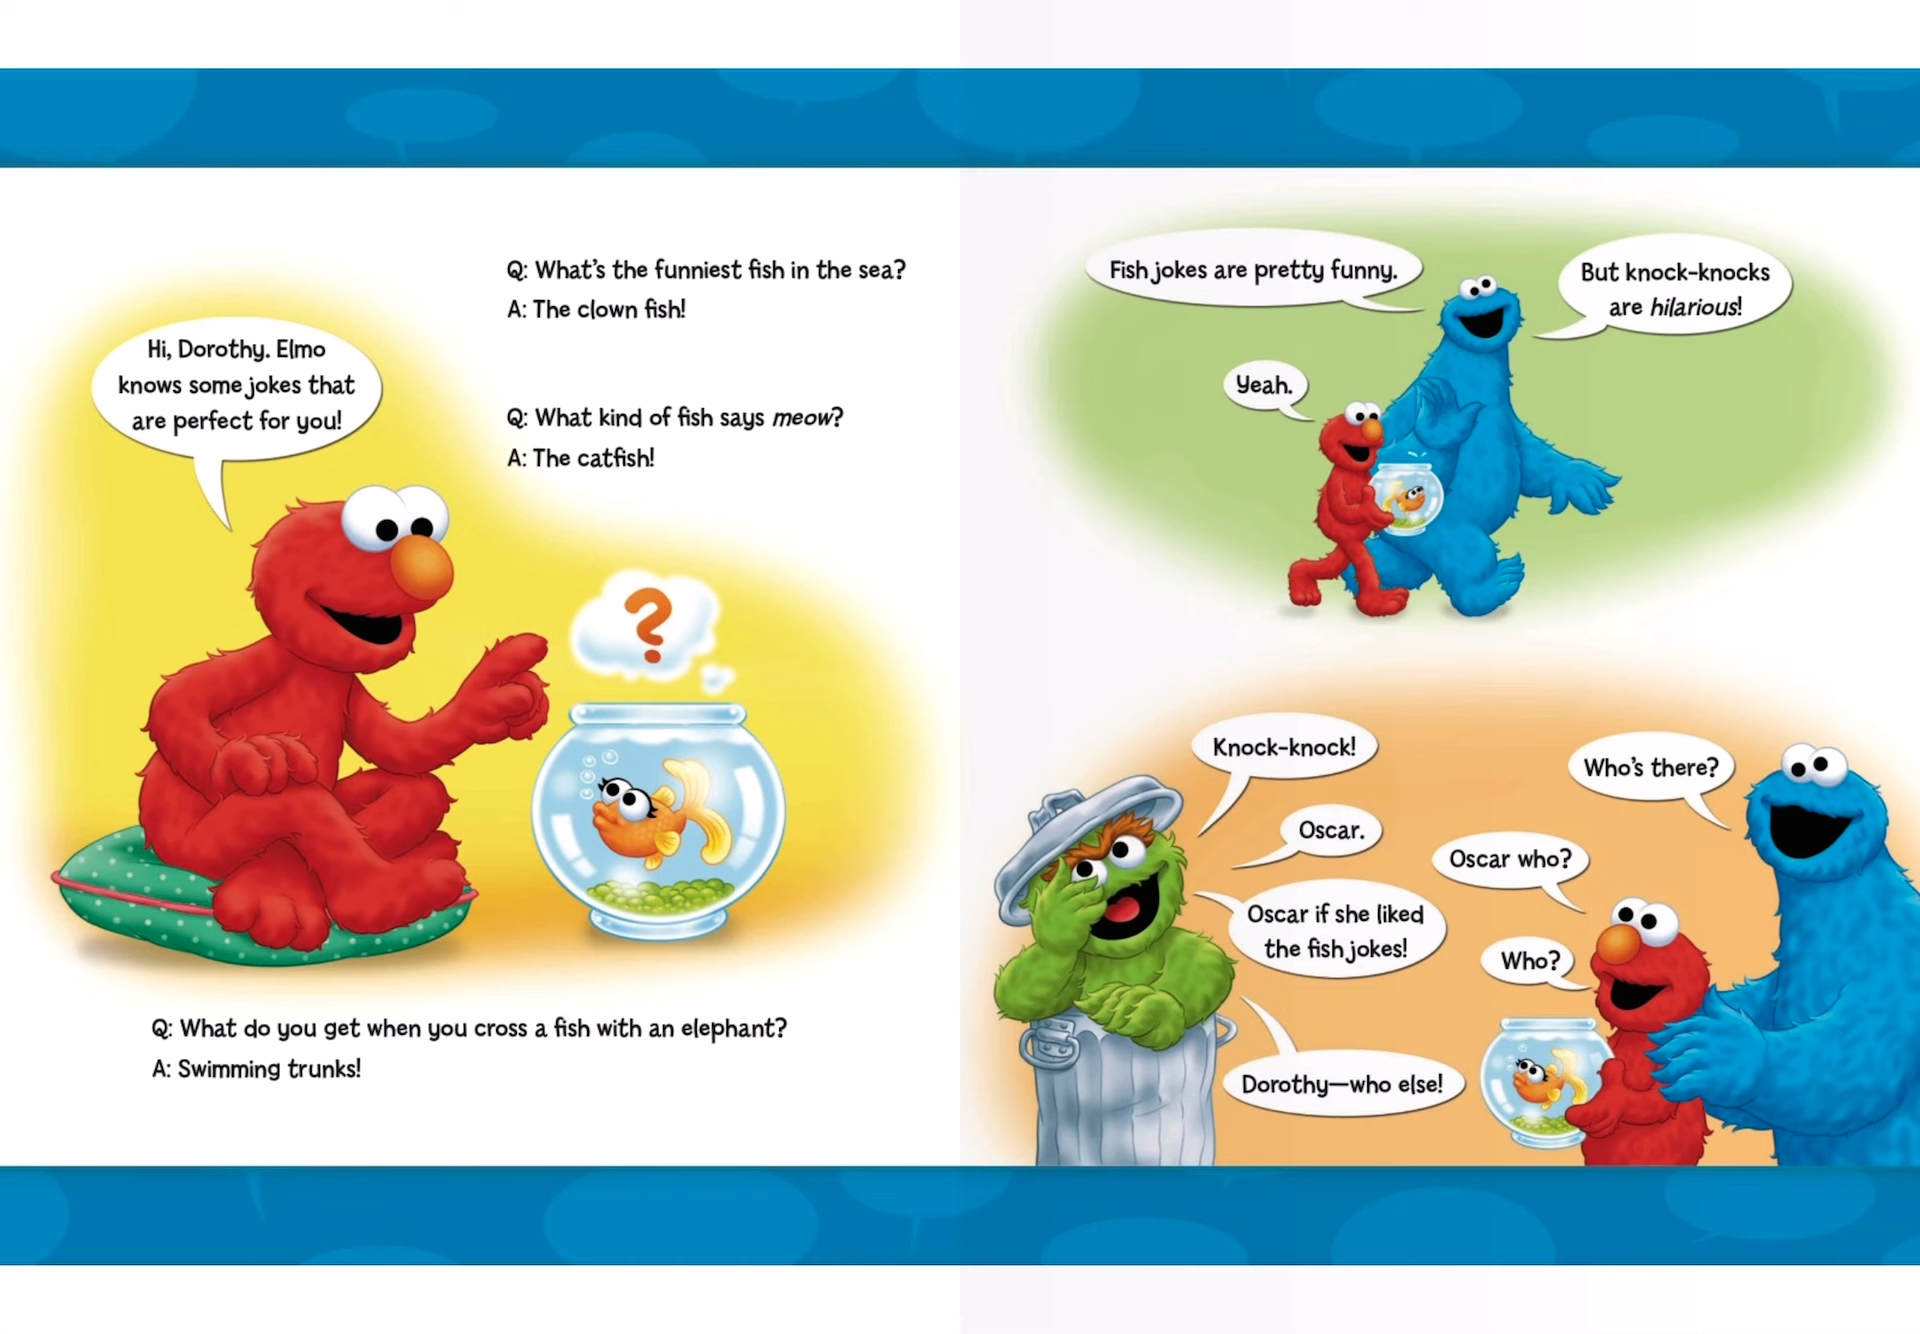 Hi, Dorothy. Elmo
knows some jokes that
are perfect for you!
Q: What's the funniest fish in the sea?
A: The clown fish!
Q: What kind of fish says meow?
A: The catfish!
?
Q: What do you get when you cross a fish with an elephant?
A: Swimming trunks!
Fish jokes are pretty funny.
But knock-knocks
are hilarious!
Yeah.
Knock-knock!
Who's there?
Oscar.
Oscar who?
Oscar if she liked
the fish jokes!
Who?
Dorothy—who else!